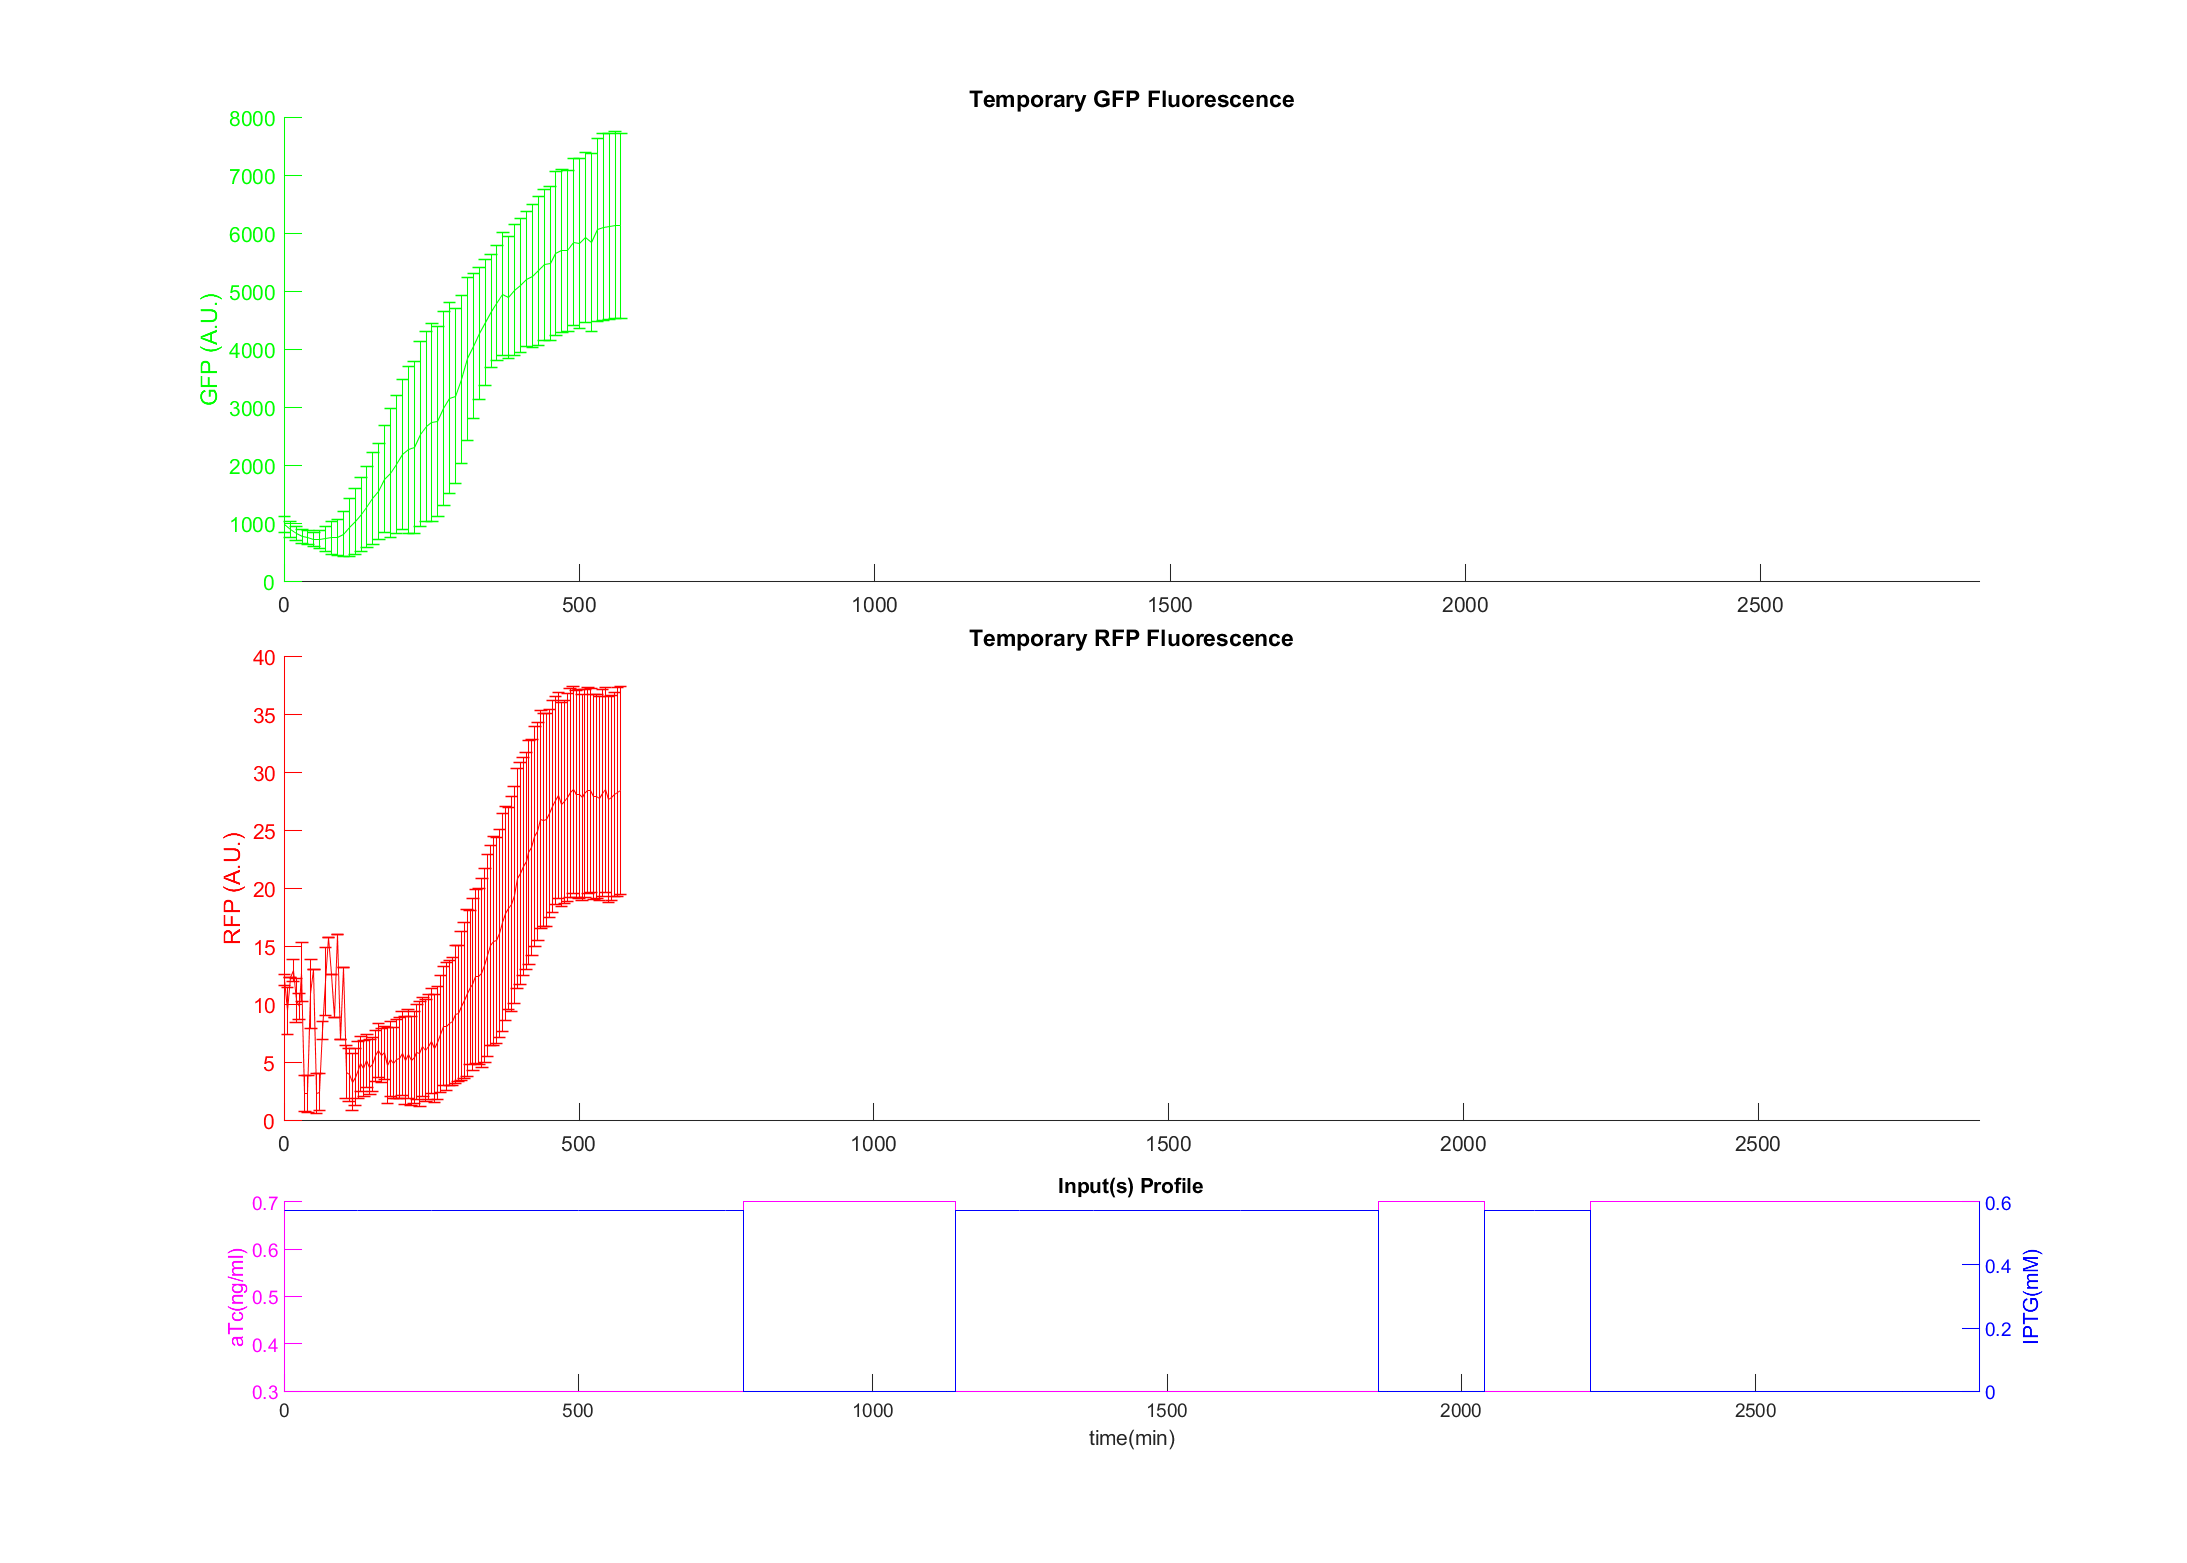 Temporary GFP Fluorescence
8000
7000
6000
5000
4000
3000
2000
1000
0
GFP (A.U.)
0 500 1000 1500 2000 2500
Temporary RFP Fluorescence
40
35
30
25
20
15
10
5
0
RFP (A.U.)
0 500 1000 1500 2000 2500
Input(s) Profile
0.7
0.6
0.5
0.4
0.3
aTc(ng/ml)
0.6
0.4
0.2
0
IPTG(mM)
0 500 1000 1500 2000 2500
time(min)